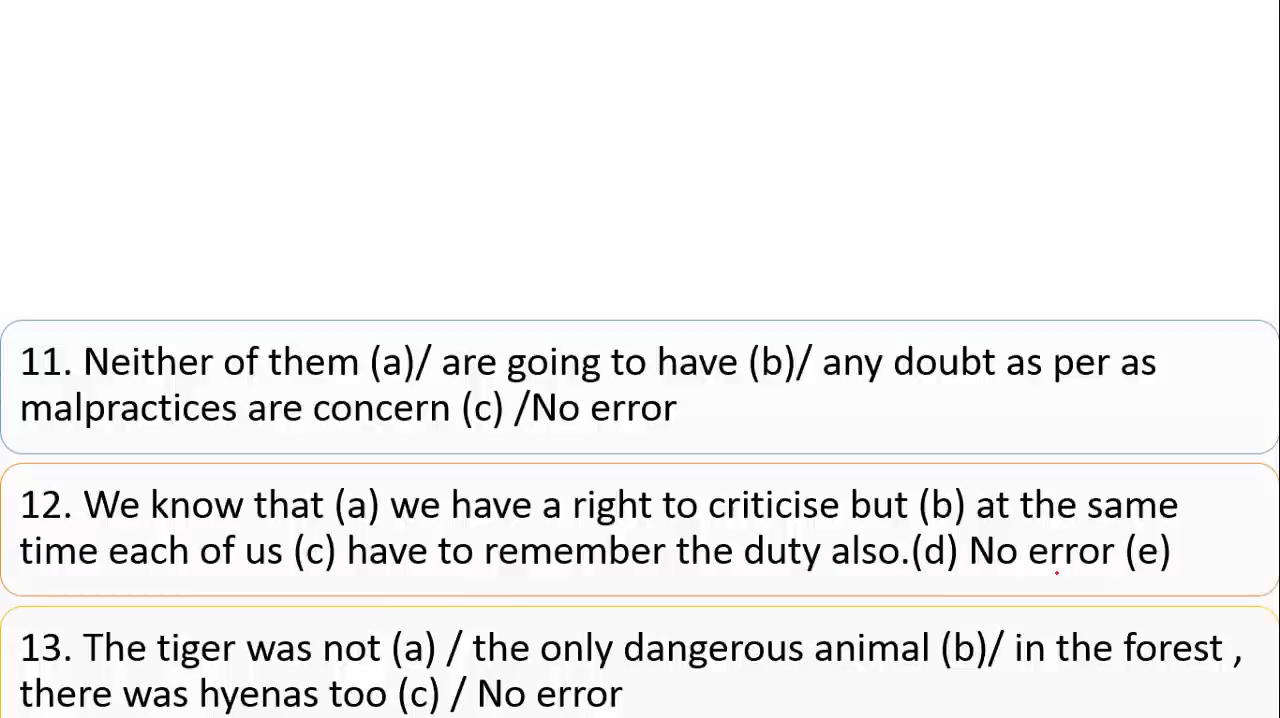 11. Neither of them (a)/ are going to have (b)/ any doubt as per as
malpractices are concern (c) /No error
12. We know that (a) we have a right to criticise but (b) at the same
time each of us (c) have to remember the duty also.(d) No error (e)
13. The tiger was not (a) / the only dangerous animal (b)/ in the forest ,
there was hyenas too (c) / No error